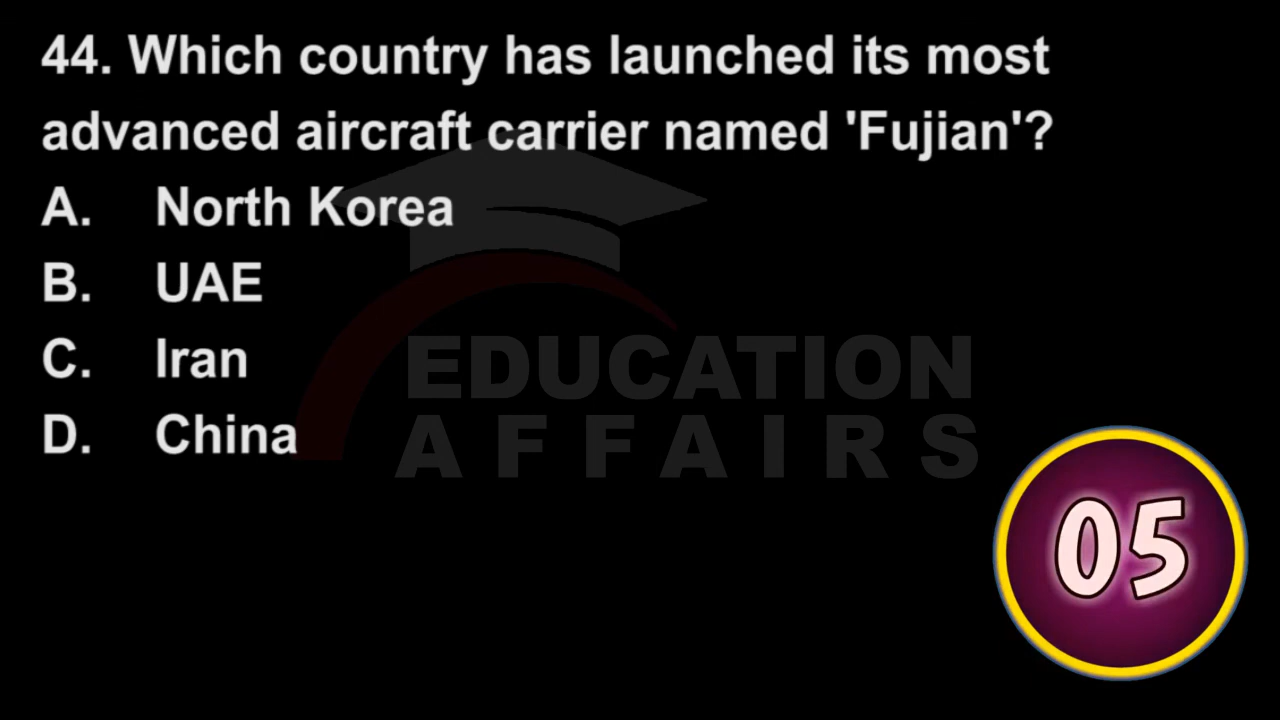 44. Which country has launched its most
advanced aircraft carrier named 'Fujian'?
A. North Korea
B. UAE
C. Iran
D. China
EDUCATION
AFFAIRS
05